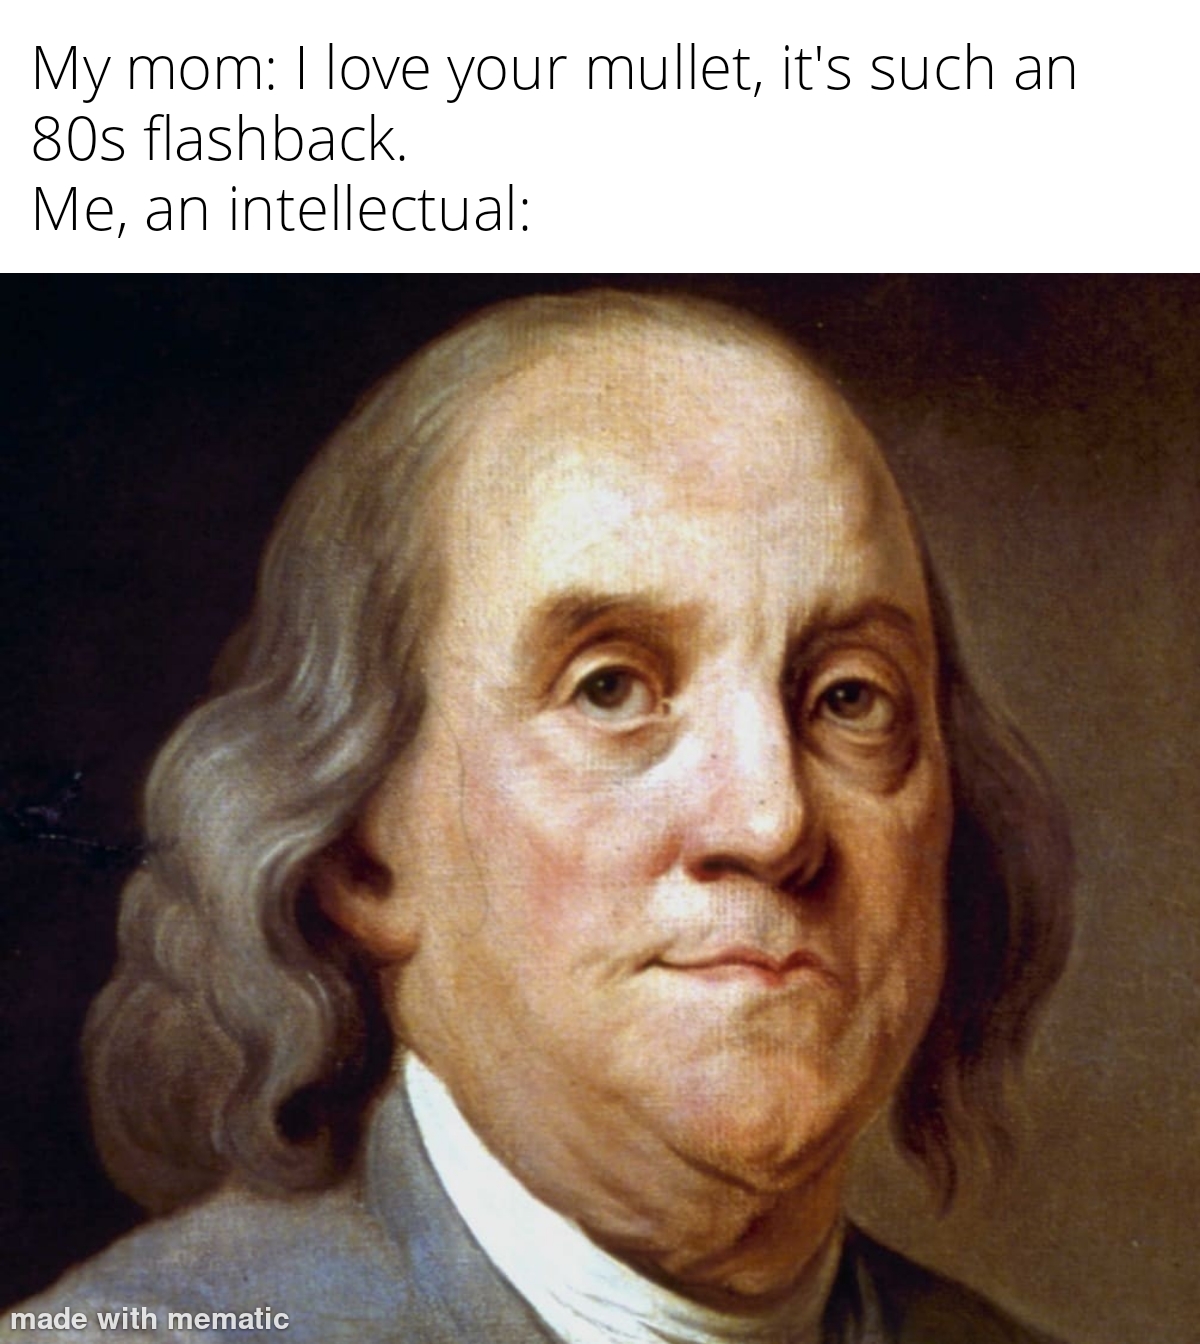 My mom: I love your mullet, it's such an
80s flashback.
Me, an intellectual:
made with mematic